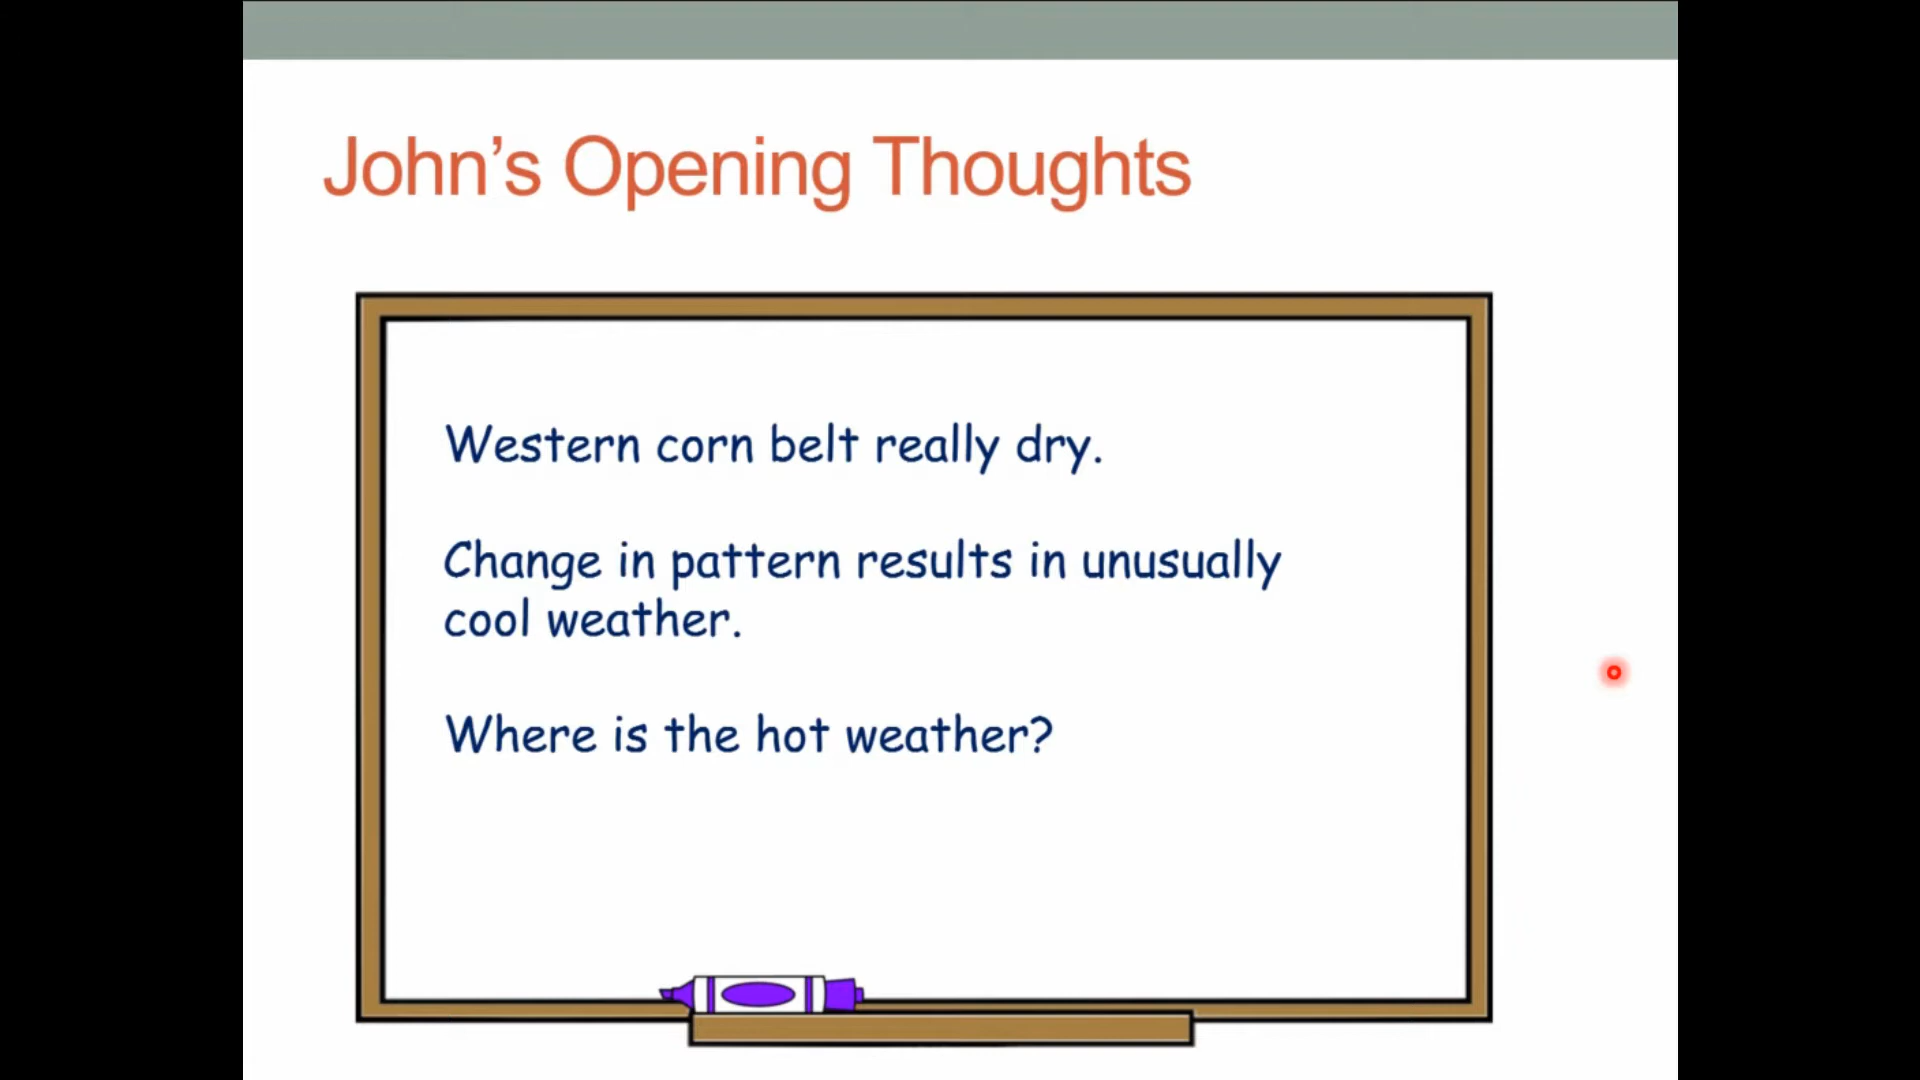 John’s Opening Thoughts
Western corn belt really dry.
Change in pattern results in unusually
cool weather.
Where is the hot weather?